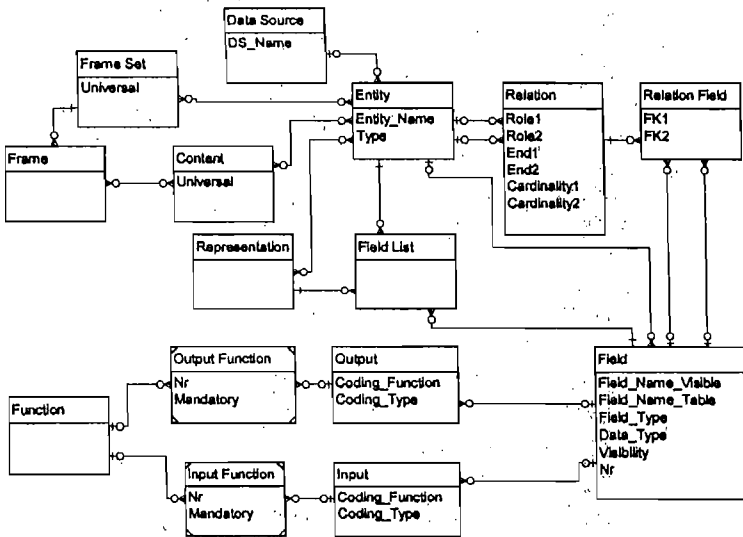 Data Source
DS_Name
Frame Set
Universal
Entity
Entity_Name
Type
Relation
Role1
Role2
End1
End2
Cardinality1
Cardinality2
Relation Field
FK1
FK2
Frame
Content
Universal
Representation
Field List
Output Function
Nr
Mandatory
Output
Coding_Function
Coding_Type
Field
Field_Name_Visible
Field_Name_Table
Field_Type
Data_Type
Visibility
Nr
Function
Input Function
Nr
Mandatory
Input
Coding_Function
Coding_Type